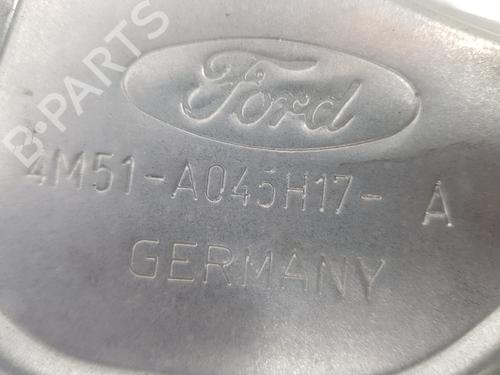 B-PARTS
Ford
4M51-A045H17- A
GERMANY